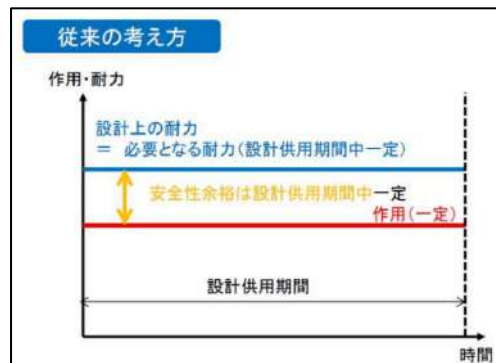 従来の考え方
作用・耐力
設計上の耐力
＝ 必要となる耐力(設計供用期間中一定)
安全性余裕は設計供用期間中一定
作用(一定)
設計供用期間
時間